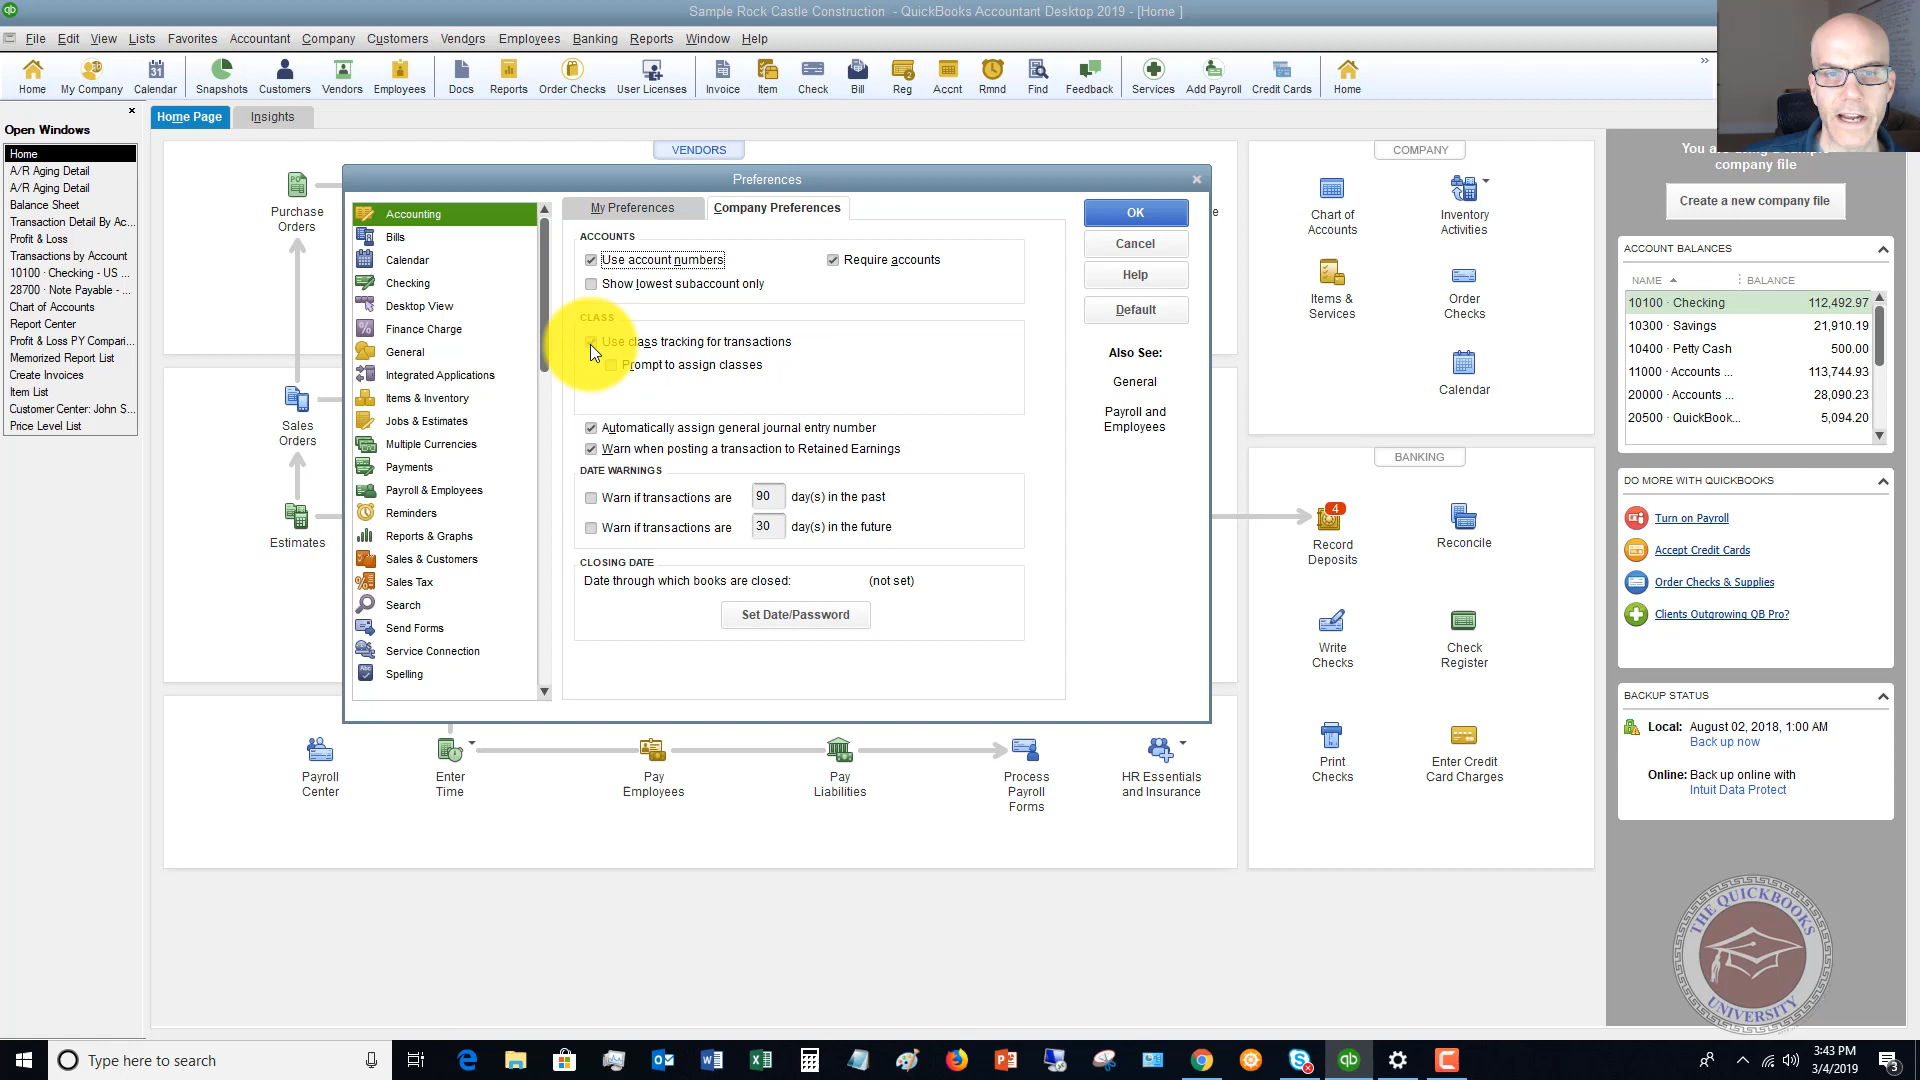 Sample Rock Castle Construction - QuickBooks Accountant Desktop 2019 - [Home ]
File Edit View Lists Favorites Accountant Company Customers Vendors Employees Banking Reports Window Help
Home My Company Calendar Snapshots Customers Vendors Employees Docs Reports Order Checks User Licenses Invoice Item Check Bill Reg Accnt Rmnd Find Feedback Services Add Payroll Credit Cards Home
Open Windows
Home
A/R Aging Detail
A/R Aging Detail
Balance Sheet
Transaction Detail By Ac...
Profit & Loss
Transactions by Account
10100 · Checking - US ...
28700 · Note Payable - ...
Chart of Accounts
Report Center
Profit & Loss PY Compari...
Memorized Report List
Create Invoices
Item List
Customer Center: John S...
Price Level List
Home Page
Insights
VENDORS
Purchase
Orders
Sales
Orders
Estimates
Preferences
Accounting
Bills
Calendar
Checking
Desktop View
Finance Charge
General
Integrated Applications
Items & Inventory
Jobs & Estimates
Multiple Currencies
Payments
Payroll & Employees
Reminders
Reports & Graphs
Sales & Customers
Sales Tax
Search
Send Forms
Service Connection
Spelling
My Preferences
Company Preferences
ACCOUNTS
Use account numbers
Require accounts
Show lowest subaccount only
CLASS
Use class tracking for transactions
Prompt to assign classes
Automatically assign general journal entry number
Warn when posting a transaction to Retained Earnings
DATE WARNINGS
Warn if transactions are 90 day(s) in the past
Warn if transactions are 30 day(s) in the future
CLOSING DATE
Date through which books are closed: (not set)
Set Date/Password
OK
Cancel
Help
Default
Also See:
General
Payroll and
Employees
Payroll
Center
Enter
Time
Pay
Employees
Pay
Liabilities
Process
Payroll
Forms
HR Essentials
and Insurance
COMPANY
Chart of
Accounts
Inventory
Activities
Items &
Services
Order
Checks
Calendar
BANKING
4
Record
Deposits
Reconcile
Write
Checks
Check
Register
Print
Checks
Enter Credit
Card Charges
company file
Create a new company file
ACCOUNT BALANCES
NAME BALANCE
10100 · Checking 112,492.97
10300 · Savings 21,910.19
10400 · Petty Cash 500.00
11000 · Accounts ... 113,744.93
20000 · Accounts ... 28,090.23
20500 · QuickBook... 5,094.20
DO MORE WITH QUICKBOOKS
Turn on Payroll
Accept Credit Cards
Order Checks & Supplies
Clients Outgrowing QB Pro?
BACKUP STATUS
Local: August 02, 2018, 1:00 AM
Back up now
Online: Back up online with
Intuit Data Protect
THE QUICKBOOKS
UNIVERSITY
Type here to search
3:43 PM
3/4/2019
3